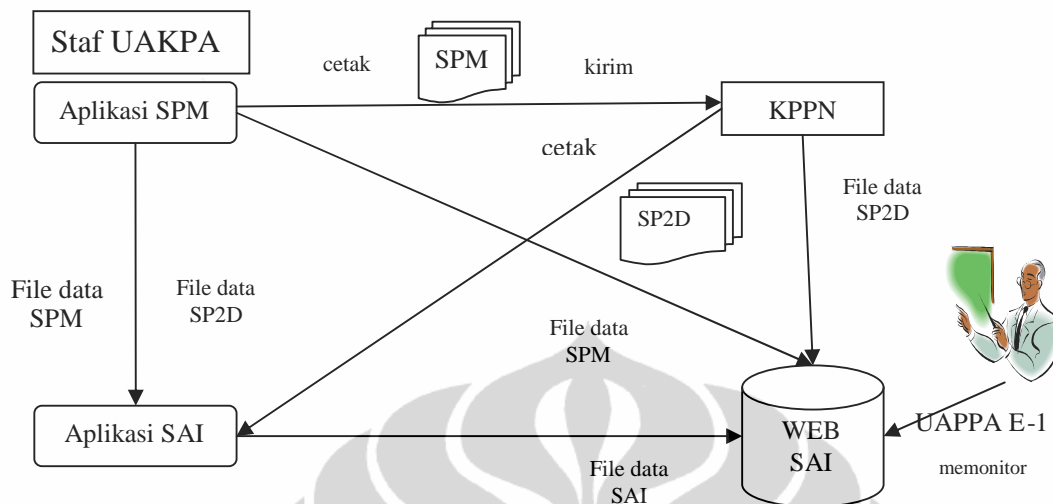 Staf UAKPA
cetak
SPM
kirim
Aplikasi SPM
KPPN
cetak
SP2D
File data
SP2D
File data
SPM
File data
SP2D
File data
SPM
Aplikasi SAI
WEB
SAI
UAPPA E-1
File data
SAI
memonitor